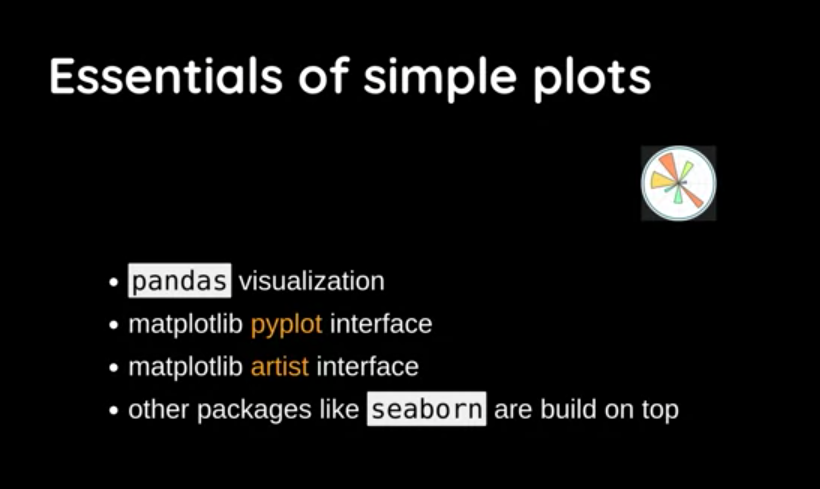 Essentials of simple plots
• pandas visualization
• matplotlib pyplot interface
• matplotlib artist interface
• other packages like seaborn are build on top